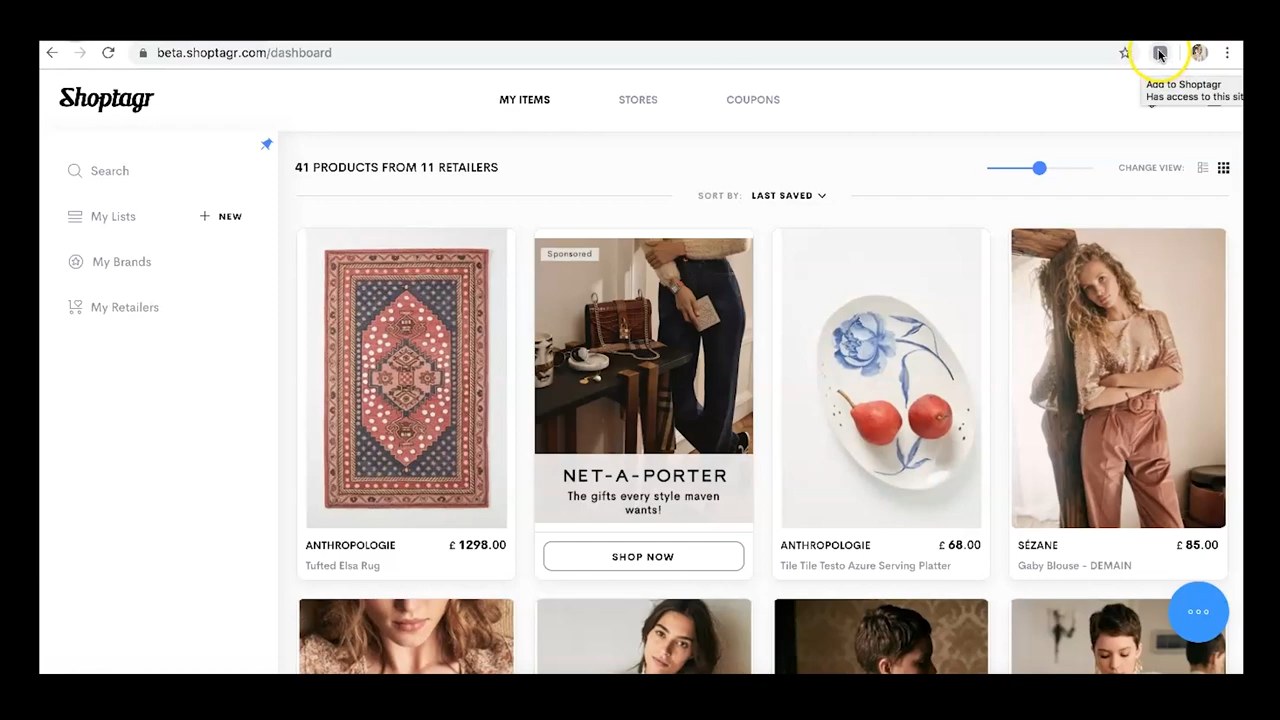 beta.shoptagr.com/dashboard
Add to Shoptagr
Has access to this sit
Shoptagr
MY ITEMS
STORES
COUPONS
Search
My Lists
+ NEW
My Brands
My Retailers
41 PRODUCTS FROM 11 RETAILERS
CHANGE VIEW:
SORT BY: LAST SAVED
Sponsored
NET-A-PORTER
The gifts every style maven
wants!
SHOP NOW
ANTHROPOLOGIE £ 1298.00
Tufted Elsa Rug
ANTHROPOLOGIE £ 68.00
Tile Tile Testo Azure Serving Platter
SÉZANE £ 85.00
Gaby Blouse - DEMAIN